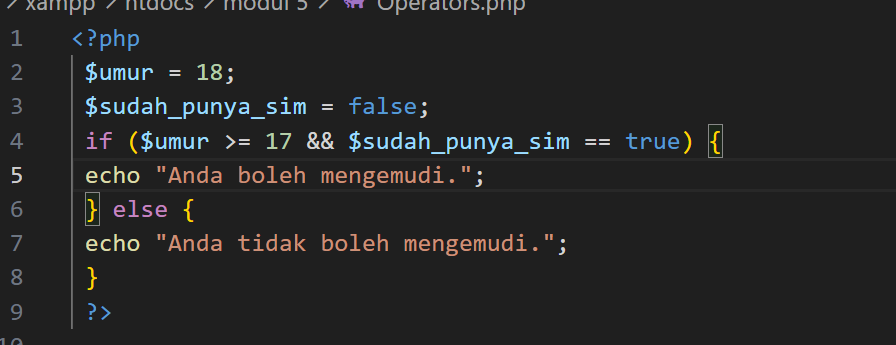 xampp > htdocs > modul 5 > Operators.php
1 <?php
2 $umur = 18;
3 $sudah_punya_sim = false;
4 if ($umur >= 17 && $sudah_punya_sim == true) {
5 echo "Anda boleh mengemudi.";
6 } else {
7 echo "Anda tidak boleh mengemudi.";
8 }
9 ?>
10